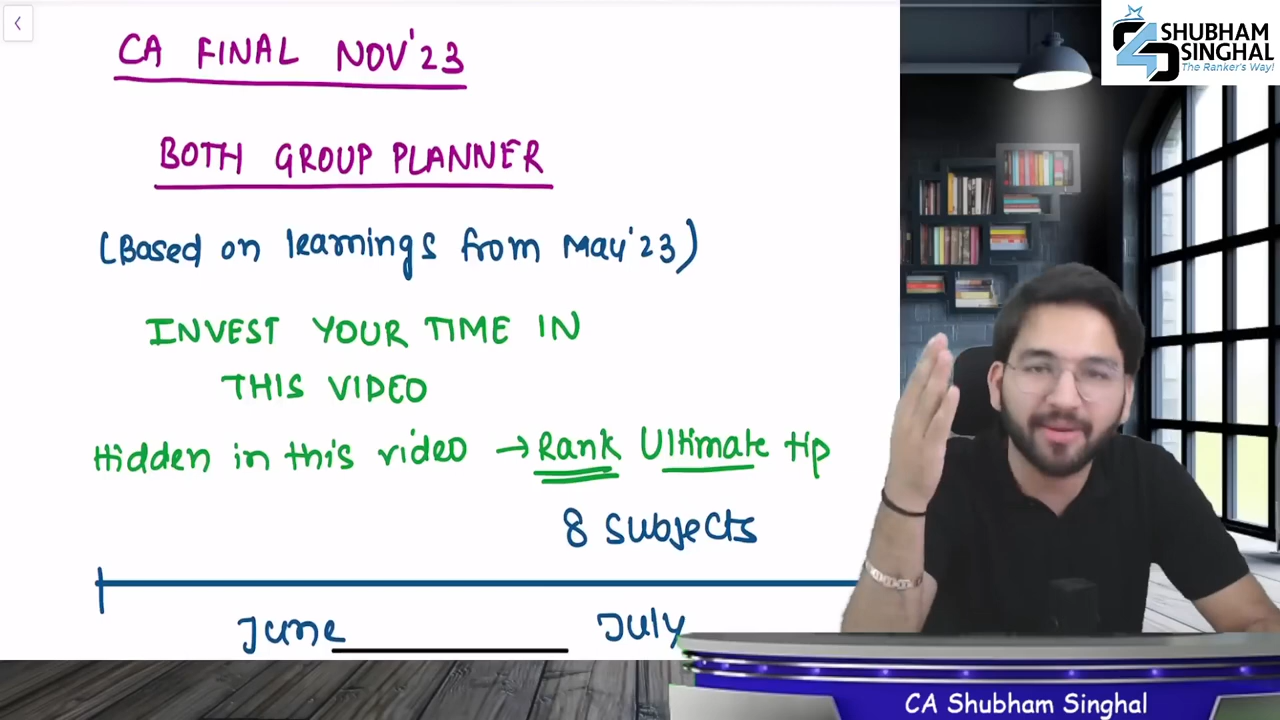 CA FINAL NOV'23
BOTH GROUP PLANNER
(Based on learnings from May'23)
INVEST YOUR TIME IN
THIS VIDEO
Hidden in this video → Rank Ultimate tip
8 Subjects
June July
SHUBHAM
SINGHAL
The Ranker's Way!
CA Shubham Singhal